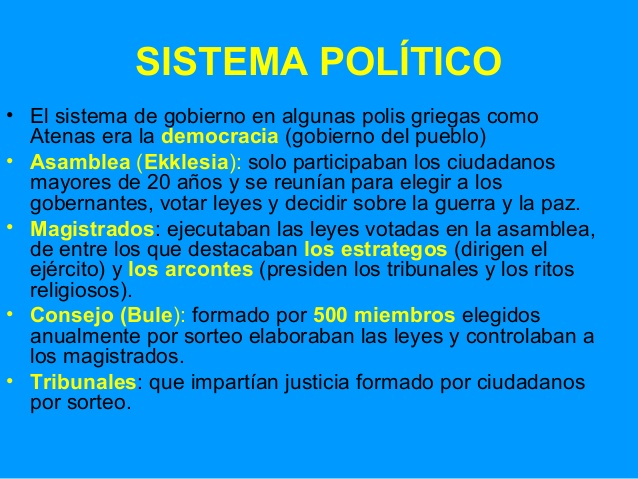 SISTEMA POLÍTICO
• El sistema de gobierno en algunas polis griegas como
Atenas era la democracia (gobierno del pueblo)
• Asamblea (Ekklesia): solo participaban los ciudadanos
mayores de 20 años y se reunían para elegir a los
gobernantes, votar leyes y decidir sobre la guerra y la paz.
• Magistrados: ejecutaban las leyes votadas en la asamblea,
de entre los que destacaban los estrategos (dirigen el
ejército) y los arcontes (presiden los tribunales y los ritos
religiosos).
• Consejo (Bule): formado por 500 miembros elegidos
anualmente por sorteo elaboraban las leyes y controlaban a
los magistrados.
• Tribunales: que impartían justicia formado por ciudadanos
por sorteo.